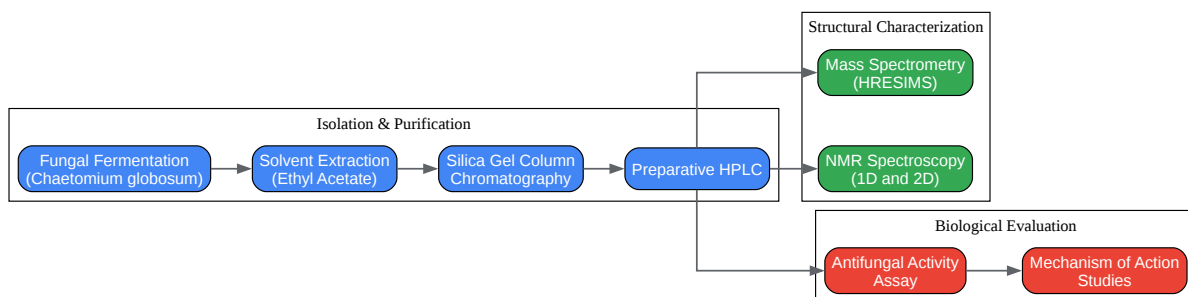 Structural Characterization
Mass Spectrometry
(HRESIMS)
Isolation & Purification
Fungal Fermentation
(Chaetomium globosum)
Solvent Extraction
(Ethyl Acetate)
Silica Gel Column
Chromatography
Preparative HPLC
NMR Spectroscopy
(1D and 2D)
Biological Evaluation
Antifungal Activity
Assay
Mechanism of Action
Studies